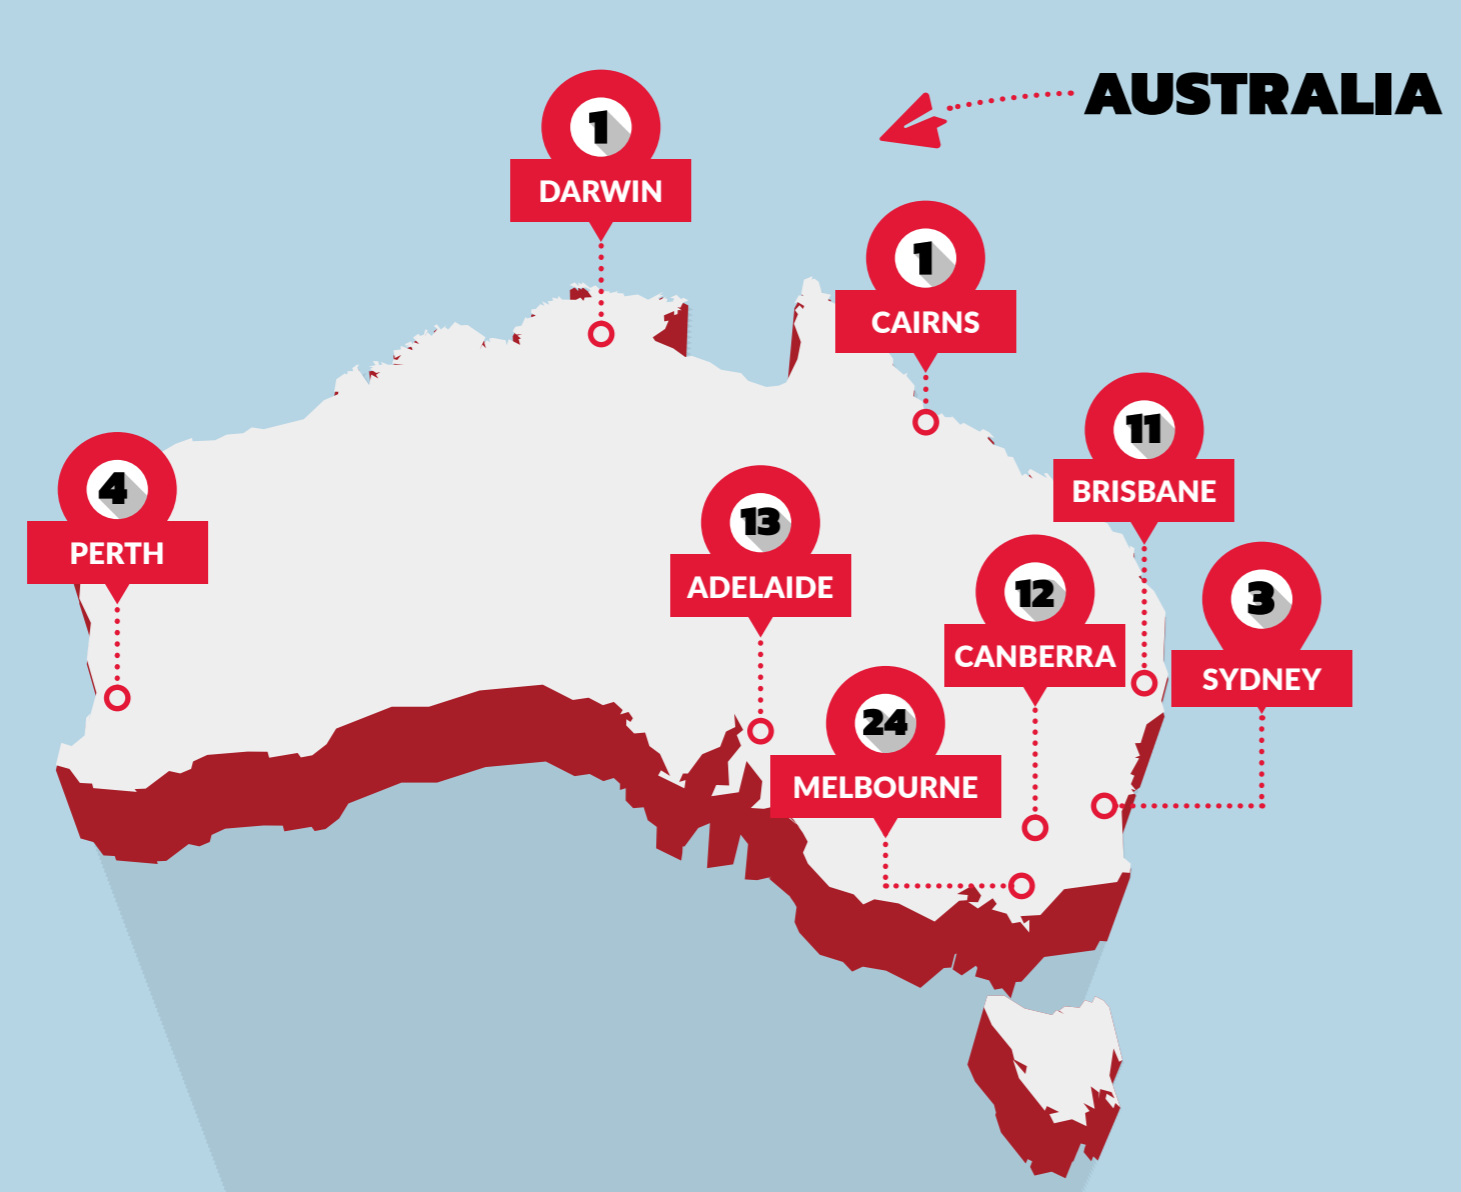 AUSTRALIA
1
DARWIN
1
CAIRNS
11
BRISBANE
4
PERTH
13
ADELAIDE
12
CANBERRA
3
SYDNEY
24
MELBOURNE